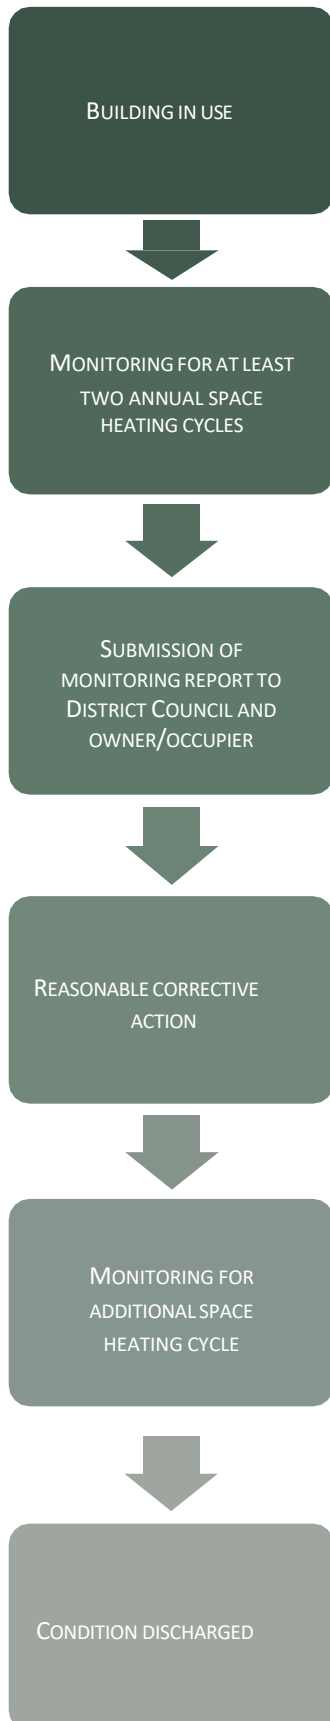 BUILDING IN USE
MONITORING FOR AT LEAST
TWO ANNUAL SPACE
HEATING CYCLES
SUBMISSION OF
MONITORING REPORT TO
DISTRICT COUNCIL AND
OWNER/OCCUPIER
REASONABLE CORRECTIVE
ACTION
MONITORING FOR
ADDITIONAL SPACE
HEATING CYCLE
CONDITION DISCHARGED